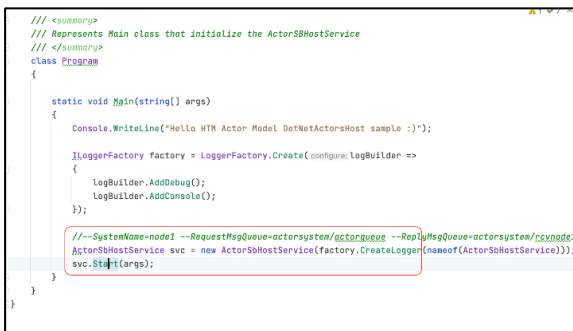 /// <summary>
/// Represents Main class that initialize the ActorSBHostService
/// </summary>
class Program
{
static void Main(string[] args)
{
Console.WriteLine("Hello HTM Actor Model DotNetActorsHost sample :)");
ILoggerFactory factory = LoggerFactory.Create( configure: logBuilder =>
{
logBuilder.AddDebug();
logBuilder.AddConsole();
});
//--SystemName=node1 --RequestMsgQueue=actorsystem/actorqueue --ReplyMsgQueue=actorsystem/rcvnode1
ActorSbHostService svc = new ActorSbHostService(factory.CreateLogger(nameof(ActorSbHostService)));
svc.Start(args);
}
}
}